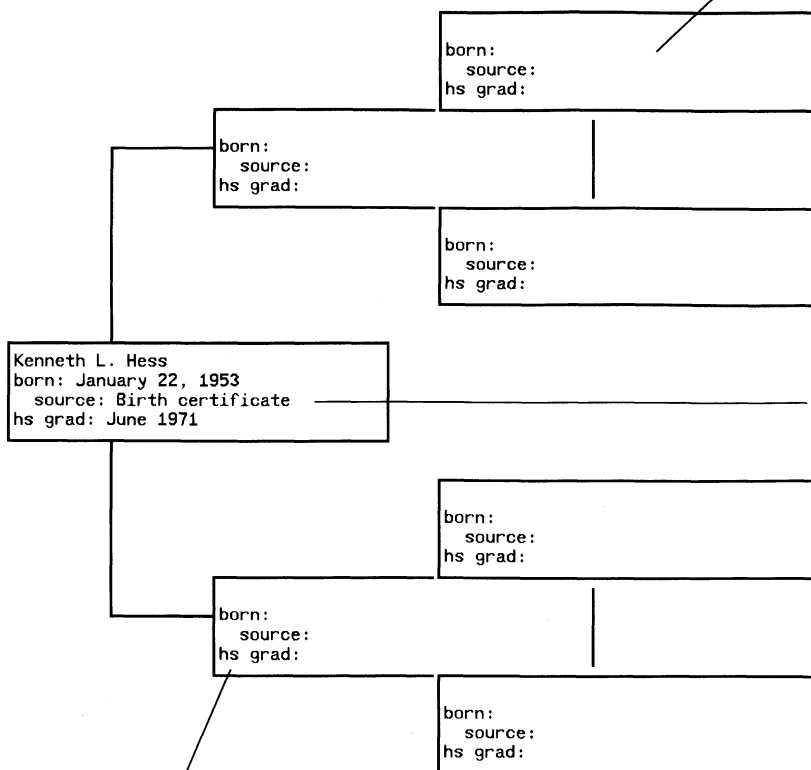 born:
source:
hs grad:
born:
source:
hs grad:
born:
source:
hs grad:
Kenneth L. Hess
born: January 22, 1953
source: Birth certificate
hs grad: June 1971
born:
source:
hs grad:
born:
source:
hs grad:
born:
source:
hs grad: